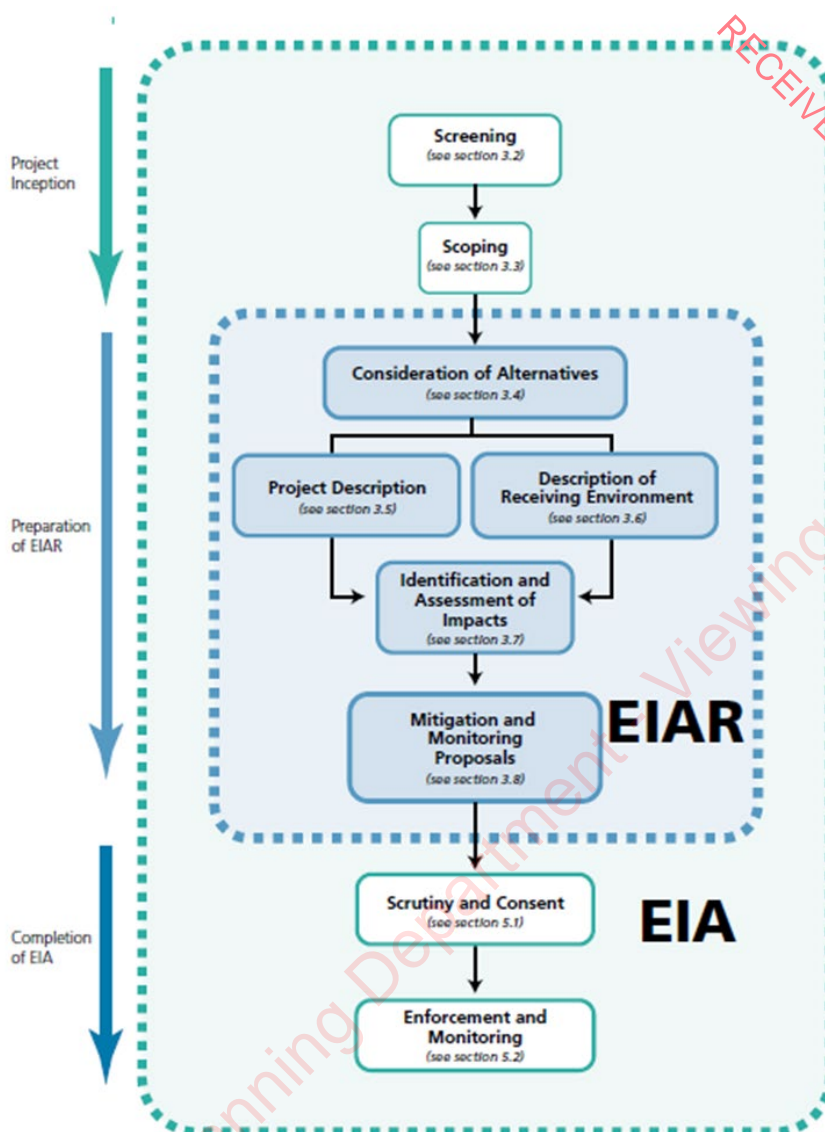 RECEIVE
Screening
(see section 3.2)
Project
Inception
Scoping
(see section 3.3)
Consideration of Alternatives
(see section 3.4)
Project Description
(see section 3.5)
Description of
Receiving Environment
(see section 3.6)
Preparation
of EIAR
Identification and
Assessment of
Impacts
(see section 3.7)
Mitigation and
Monitoring
Proposals
(see section 3.8)
EIAR
Scrutiny and Consent
(see section 5.1)
EIA
Completion
of EIA
Enforcement and
Monitoring
(see section 5.2)
nning Department - Viewing